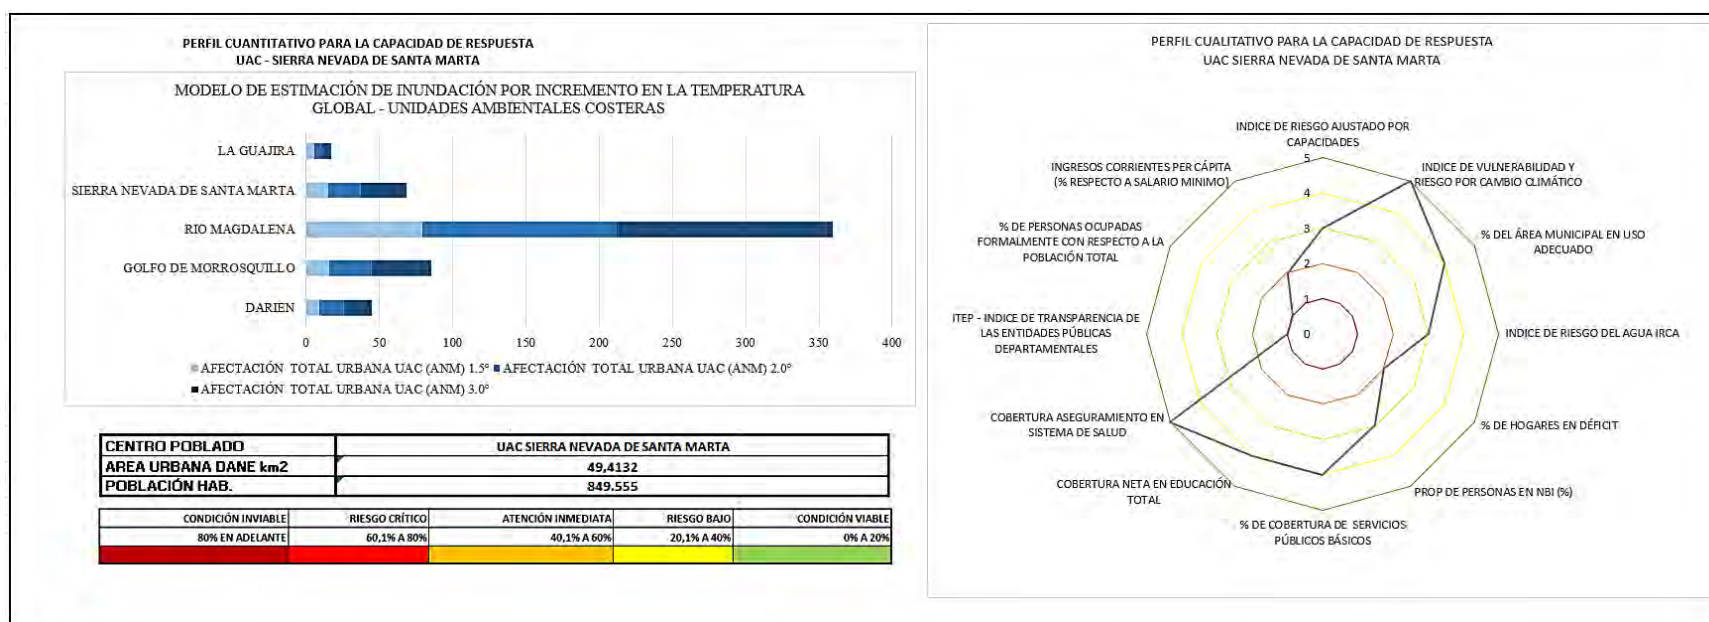 PERFIL CUANTITATIVO PARA LA CAPACIDAD DE RESPUESTA
UAC - SIERRA NEVADA DE SANTA MARTA
MODELO DE ESTIMACIÓN DE INUNDACIÓN POR INCREMENTO EN LA TEMPERATURA
GLOBAL - UNIDADES AMBIENTALES COSTERAS
LA GUAJIRA
SIERRA NEVADA DE SANTA MARTA
RIO MAGDALENA
GOLFO DE MORROSQUILLO
DARIEN
0 50 100 150 200 250 300 350 400
AFECTACIÓN TOTAL URBANA UAC (ANM) 1.5° AFECTACIÓN TOTAL URBANA UAC (ANM) 2.0°
AFECTACIÓN TOTAL URBANA UAC (ANM) 3.0°
CENTRO POBLADO UAC SIERRA NEVADA DE SANTA MARTA
AREA URBANA DANE km2 49,4132
POBLACIÓN HAB. 849.555
CONDICIÓN INVIABLE RIESGO CRÍTICO ATENCIÓN INMEDIATA RIESGO BAJO CONDICIÓN VIABLE
80% EN ADELANTE 60,1% A 80% 40,1% A 60% 20,1% A 40% 0% A 20%
PERFIL CUALITATIVO PARA LA CAPACIDAD DE RESPUESTA
UAC SIERRA NEVADA DE SANTA MARTA
INDICE DE RIESGO AJUSTADO POR
CAPACIDADES
INDICE DE VULNERABILIDAD Y
RIESGO POR CAMBIO CLIMÁTICO
% DEL ÁREA MUNICIPAL EN USO
ADECUADO
INDICE DE RIESGO DEL AGUA IRCA
% DE HOGARES EN DÉFICIT
PROP DE PERSONAS EN NBI (%)
% DE COBERTURA DE SERVICIOS
PÚBLICOS BÁSICOS
COBERTURA NETA EN EDUCACIÓN
TOTAL
COBERTURA ASEGURAMIENTO EN
SISTEMA DE SALUD
ITEP - INDICE DE TRANSPARENCIA DE
LAS ENTIDADES PÚBLICAS
DEPARTAMENTALES
% DE PERSONAS OCUPADAS
FORMALMENTE CON RESPECTO A LA
POBLACIÓN TOTAL
INGRESOS CORRIENTES PER CÁPITA
(% RESPECTO A SALARIO MINIMO)
5
4
3
2
1
0